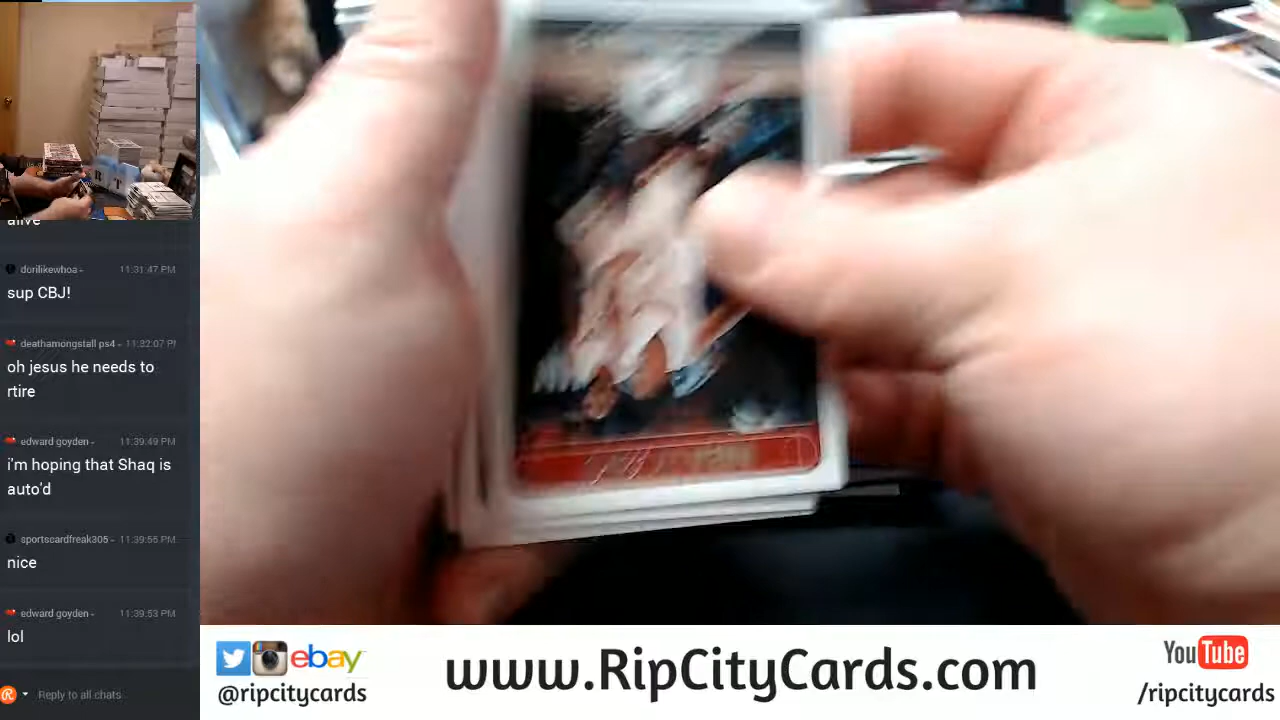 alive
dorilikewhoa - 11:31:47 PM
sup CBJ!
deathamongstall ps4 - 11:32:07 PM
oh jesus he needs to
rtire
edward goyden - 11:39:49 PM
i'm hoping that Shaq is
auto'd
sportscardfreak305 - 11:39:55 PM
nice
edward goyden - 11:39:53 PM
lol
Reply to all chats...
ebay
@ripcitycards
www.RipCityCards.com
YouTube
/ripcitycards